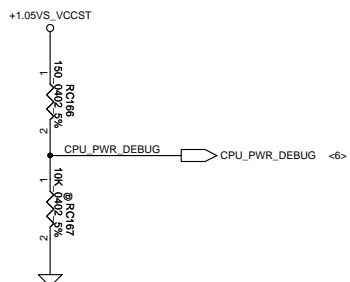 +1.05VS_VCCST
1
150_0402_5%
RC166
2
CPU_PWR_DEBUG
CPU_PWR_DEBUG <6>
1
10K_0402_5%
@RC167
2